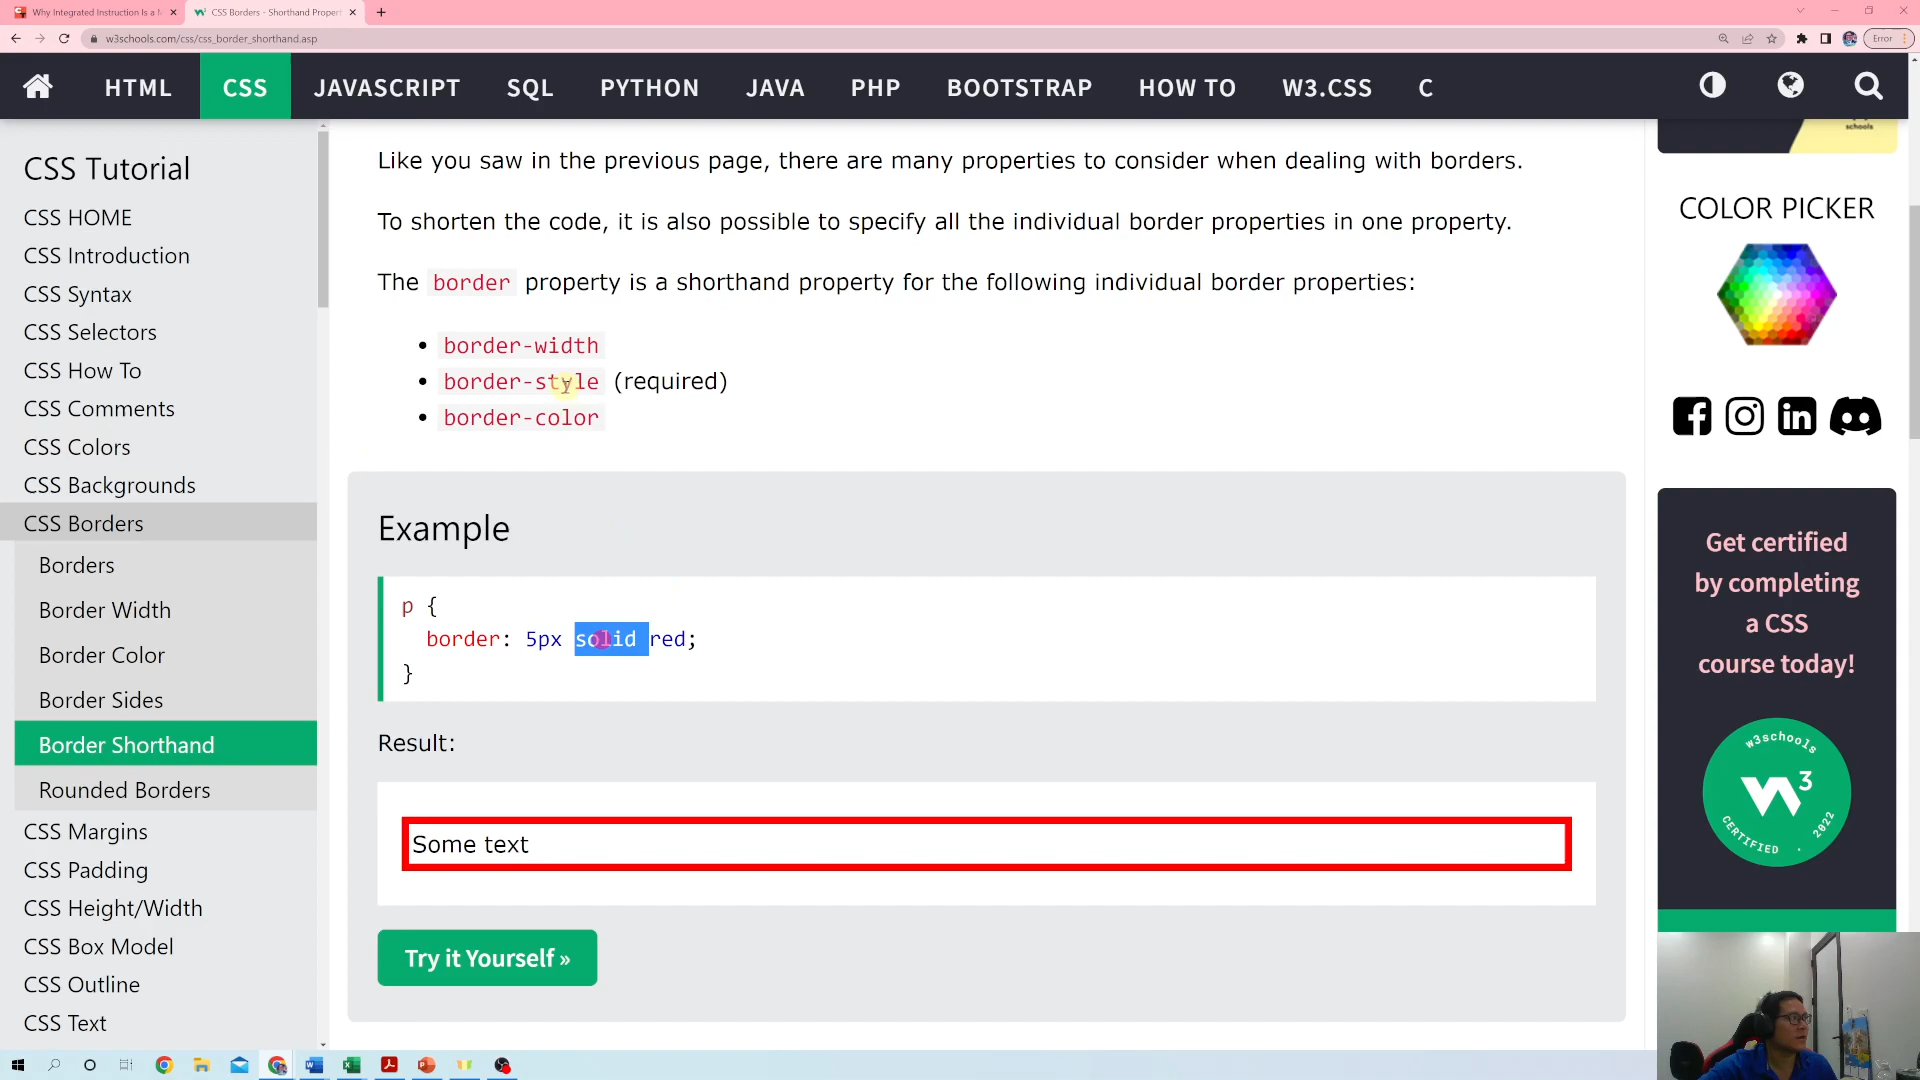 Why Integrated Instruction Is a
CSS Borders - Shorthand Propert
w3schools.com/css/css_border_shorthand.asp
Error
HTML
CSS
JAVASCRIPT
SQL
PYTHON
JAVA
PHP
BOOTSTRAP
HOW TO
W3.CSS
C
CSS Tutorial
CSS HOME
CSS Introduction
CSS Syntax
CSS Selectors
CSS How To
CSS Comments
CSS Colors
CSS Backgrounds
CSS Borders
Borders
Border Width
Border Color
Border Sides
Border Shorthand
Rounded Borders
CSS Margins
CSS Padding
CSS Height/Width
CSS Box Model
CSS Outline
CSS Text
Like you saw in the previous page, there are many properties to consider when dealing with borders.
To shorten the code, it is also possible to specify all the individual border properties in one property.
The border property is a shorthand property for the following individual border properties:
• border-width
• border-style (required)
• border-color
Example
p {
border: 5px solid red;
}
Result:
Some text
Try it Yourself »
schools
COLOR PICKER
Get certified
by completing
a CSS
course today!
w3schools
W3
CERTIFIED . 2022